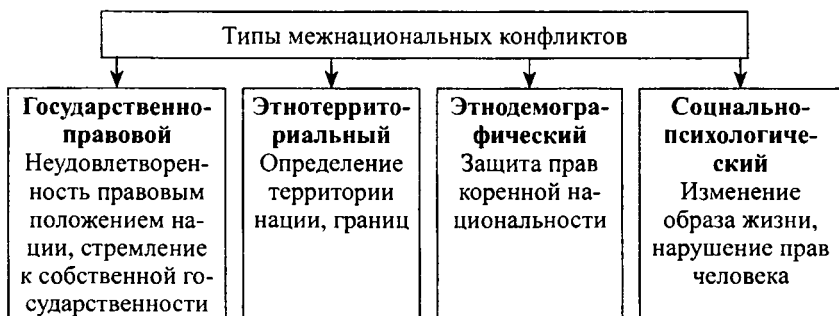 Типы межнациональных конфликтов
Государственно-
правовой
Неудовлетворен-
ность правовым
положением на-
ции, стремление
к собственной го-
сударственности
Этнотеррито-
риальный
Определение
территории
нации, границ
Этнодемогра-
фический
Защита прав
коренной на-
циональности
Социально-
психологиче-
ский
Изменение
образа жизни,
нарушение прав
человека